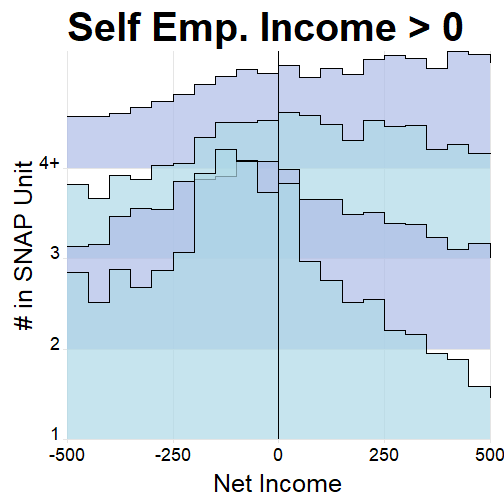 Self Emp. Income > 0
# in SNAP Unit
4+
3
2
1
-500 -250 0 250 500
Net Income